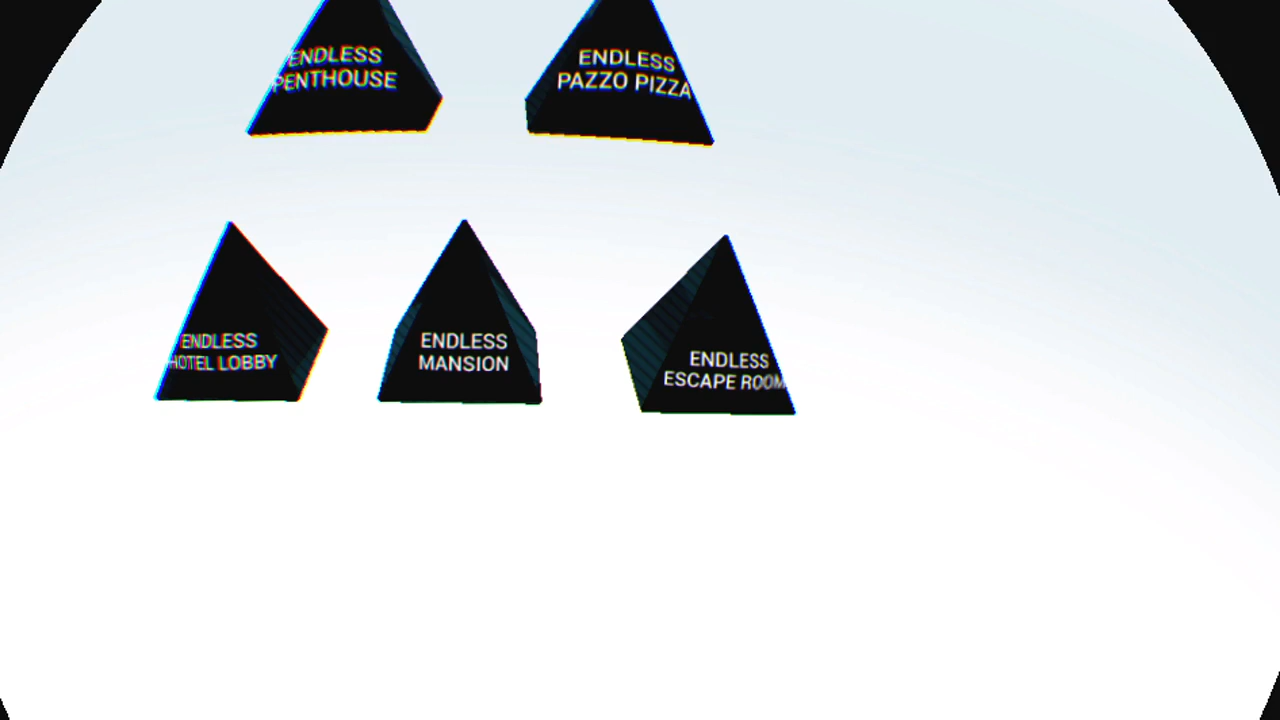 ENDLESS
PENTHOUSE
ENDLESS
PAZZO PIZZA
ENDLESS
HOTEL LOBBY
ENDLESS
MANSION
ENDLESS
ESCAPE ROOM